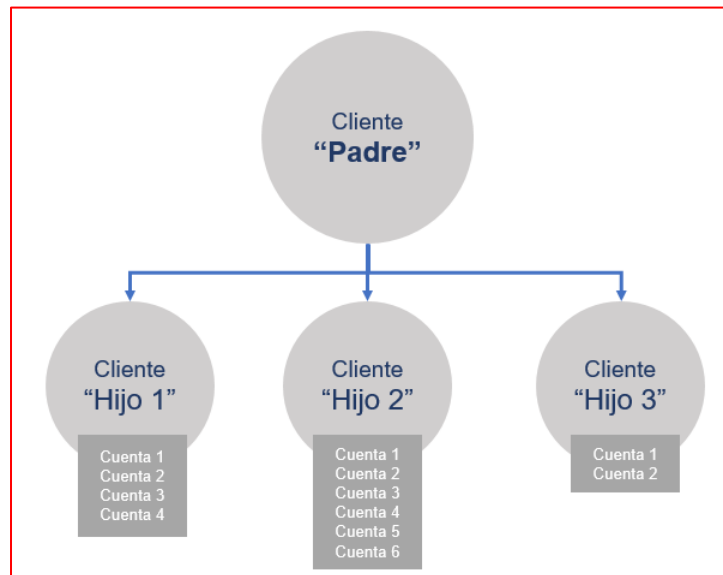 Cliente
“Padre”
Cliente
“Hijo 1”
Cuenta 1
Cuenta 2
Cuenta 3
Cuenta 4
Cliente
“Hijo 2”
Cuenta 1
Cuenta 2
Cuenta 3
Cuenta 4
Cuenta 5
Cuenta 6
Cliente
“Hijo 3”
Cuenta 1
Cuenta 2